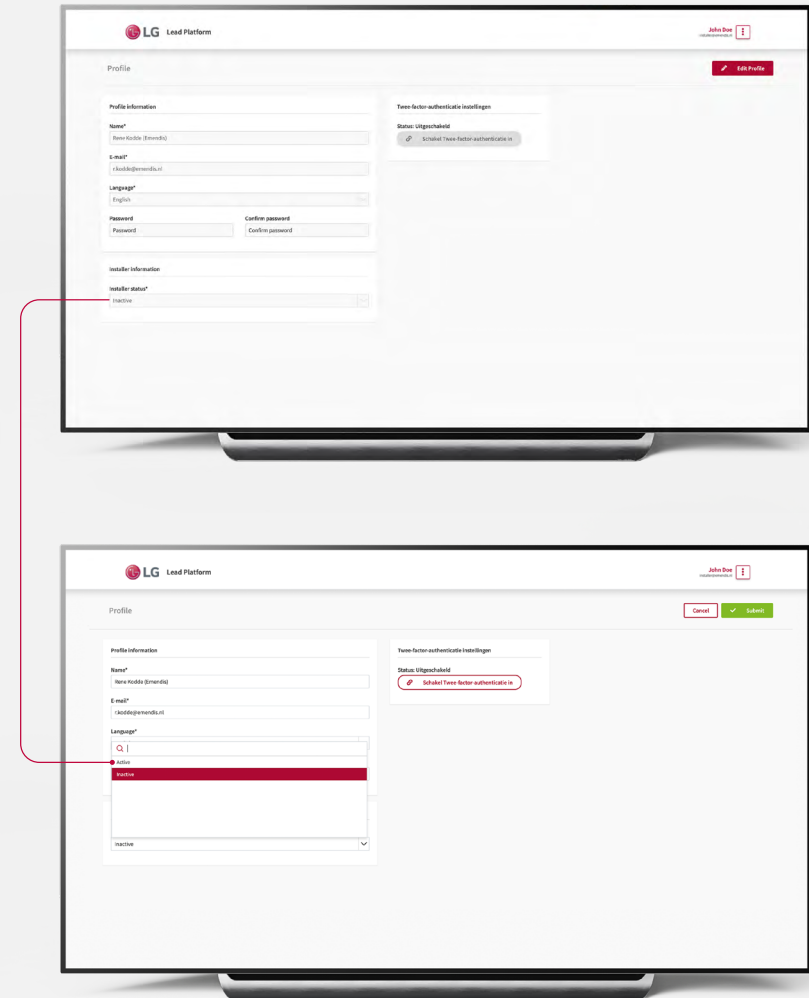 LG Lead Platform
John Doe
Profile
Edit Profile
Profile information
Name*
Rene Kodde (Emendis)
E-mail*
r.kodde@emendis.nl
Language*
English
Password
Confirm password
Password
Confirm password
Installer Information
Installer status*
Inactive
Twee-factor-authenticatie instellingen
Status: Uitgeschakeld
Schakel Twee-factor-authenticatie in
LG Lead Platform
John Doe
Profile
Cancel
Submit
Profile information
Name*
Rene Kodde (Emendis)
E-mail*
r.kodde@emendis.nl
Language*
Active
Inactive
Inactive
Twee-factor-authenticatie instellingen
Status: Uitgeschakeld
Schakel Twee-factor-authenticatie in